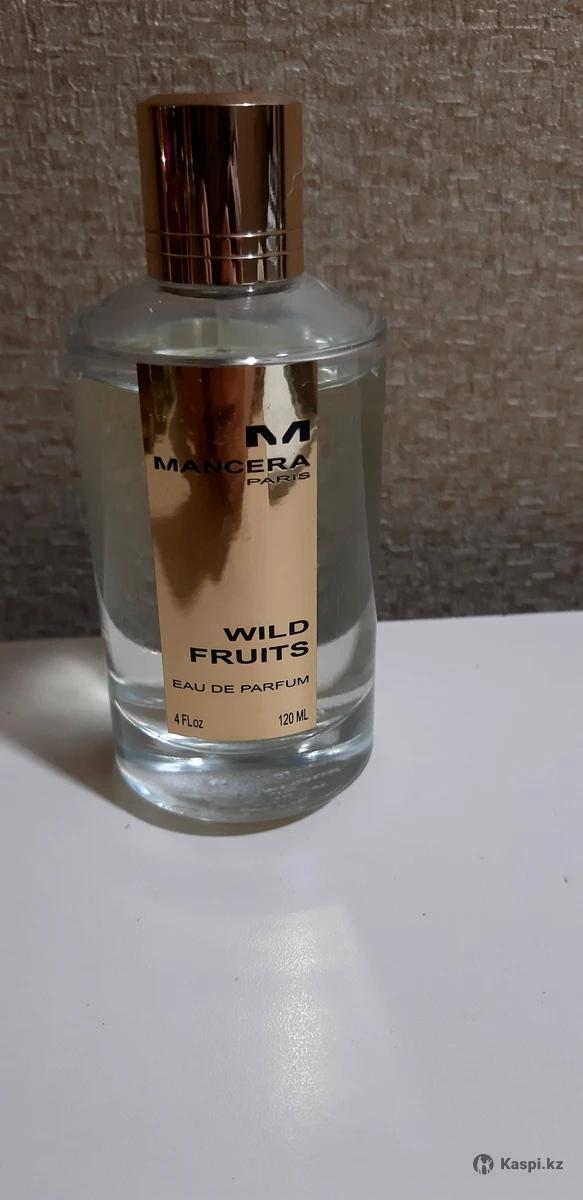 M
MANCERA
PARIS
WILD
FRUITS
EAU DE PARFUM
4 FLoz 120 ML
Kaspi.kz